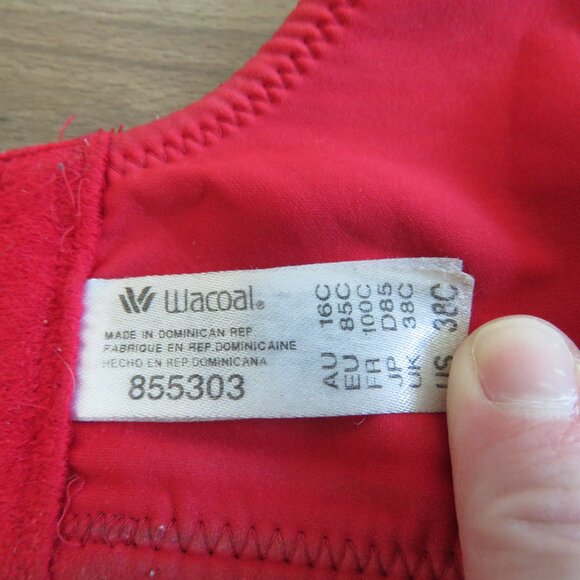 Wacoal®
MADE IN DOMINICAN REP
FABRIQUE EN REP.DOMINICAINE
HECHO EN REP.DOMINICANA
855303
AU 16C
EU 85C
FR 100C
JP D85
UK 38C
US 38C